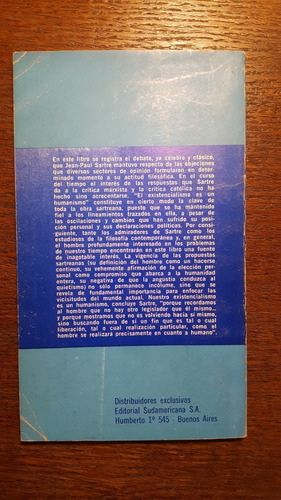 En este libro se registra el debate, ya célebre y clásico,
que Jean-Paul Sartre mantuvo respecto de las objeciones
que diversos sectores de opinión formularon en deter-
minado momento a su actitud filosófica. En el curso
del tiempo el interés de las respuestas que Sartre
da a la crítica marxista y la crítica católica no ha
hecho sino acrecentarse. "El existencialismo es un
humanismo" constituye en cierto modo la clave de
toda la obra sartreana, puesto que se ha mantenido
fiel a los lineamientos trazados en ella, a pesar de
las oscilaciones y cambios que han sufrido su posi-
ción personal y sus declaraciones políticas. Por con-
siguiente, tanto los admiradores de Sartre como los
estudiosos de la filosofía contemporánea y, en general,
el hombre profundamente interesado en los problemas
de nuestro tiempo encontrarán en este libro una fuente
de inagotable interés. La vigencia de las propuestas
sartreanas (su definición del hombre como un hacerse
continuo, su vehemente afirmación de la elección per-
sonal como compromiso que abarca a la humanidad
entera, su negativa de que la angustia conduzca al
quietismo) no sólo permanece incólume, sino que se
revela de fundamental importancia para enfocar las
vicisitudes del mundo actual. Nuestro existencialismo
es un humanismo, concluye Sartre, "porque recordamos
al hombre que no hay otro legislador que él mismo...
y porque mostramos que no es volviendo hacia sí mismo,
sino buscando fuera de sí un fin que es tal o cual
liberación, tal o cual realización particular, como el
hombre se realizará precisamente en cuanto a humano".
Distribuidores exclusivos
Editorial Sudamericana S.A.
Humberto 1º 545 - Buenos Aires